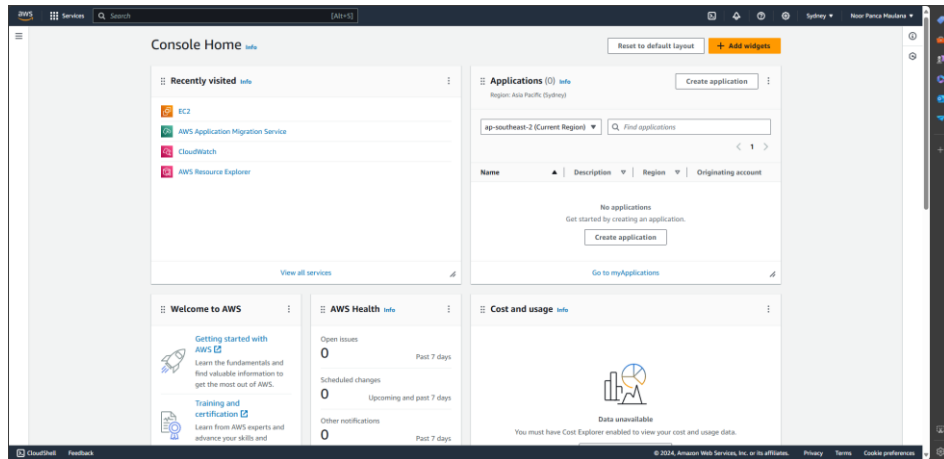 aws Services Search [Alt+S] Sydney ▼ Noor Panca Maulana ▼
Console Home Info
Reset to default layout
+ Add widgets
Recently visited Info
EC2
AWS Application Migration Service
CloudWatch
AWS Resource Explorer
View all services
Applications (0) Info
Region: Asia Pacific (Sydney)
Create application
ap-southeast-2 (Current Region) ▼
Find applications
1
Name ▲ Description ▼ Region ▼ Originating account
No applications
Get started by creating an application.
Create application
Go to myApplications
Welcome to AWS
Getting started with
AWS
Learn the fundamentals and
find valuable information to
get the most out of AWS.
Training and
certification
Learn from AWS experts and
advance your skills and
AWS Health Info
Open issues
0 Past 7 days
Scheduled changes
0 Upcoming and past 7 days
Other notifications
0 Past 7 days
Cost and usage Info
Data unavailable
You must have Cost Explorer enabled to view your cost and usage data.
CloudShell Feedback © 2024, Amazon Web Services, Inc. or its affiliates. Privacy Terms Cookie preferences